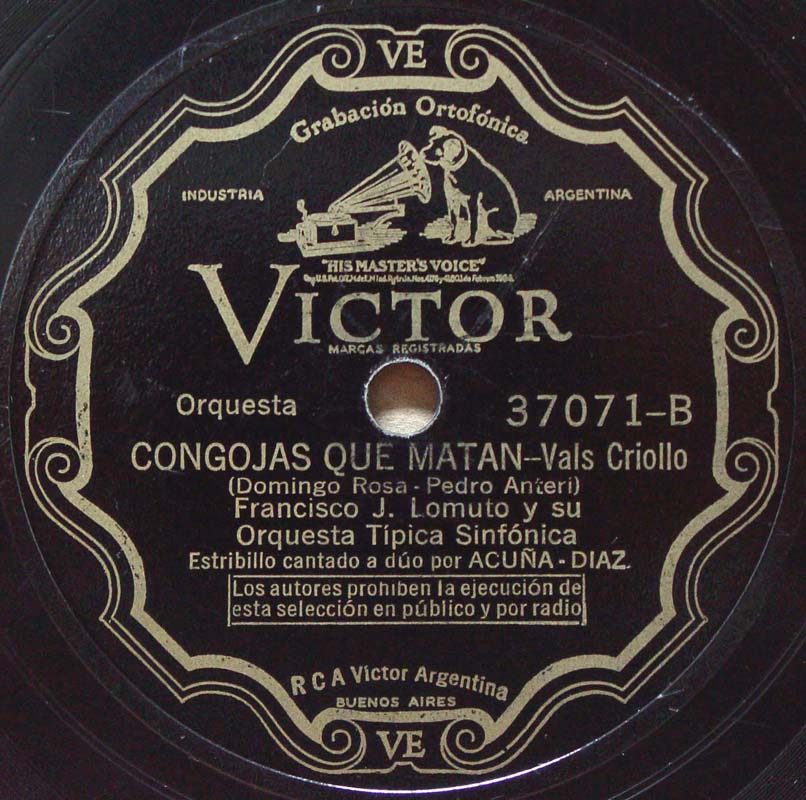 VE
Grabación Ortofónica
INDUSTRIA
ARGENTINA
"HIS MASTER'S VOICE"
VICTOR
MARCAS REGISTRADAS
Orquesta
37071-B
CONGOJAS QUE MATAN--Vals Criollo
(Domingo Rosa - Pedro Anteri)
Francisco J. Lomuto y su
Orquesta Típica Sinfónica
Estribillo cantado a dúo por ACUÑA - DIAZ.
Los autores prohiben la ejecución de
esta selección en público y por radio
R C A Victor Argentina
BUENOS AIRES
VE